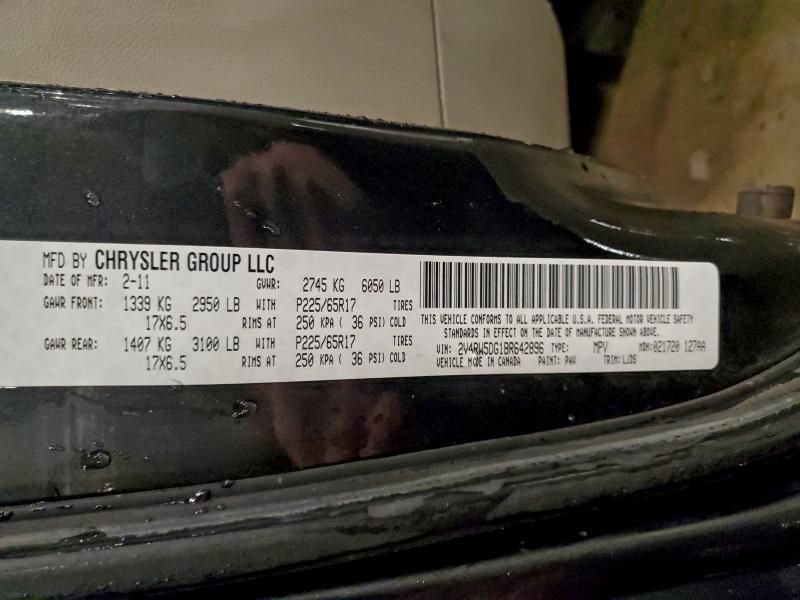 MFD BY CHRYSLER GROUP LLC
DATE OF MFR: 2-11 GVWR: 2745 KG 6050 LB
GAWR FRONT: 1339 KG 2950 LB WITH P225/65R17 TIRES
17X6.5 RIMS AT 250 KPA ( 36 PSI) COLD
GAWR REAR: 1407 KG 3100 LB WITH P225/65R17 TIRES
17X6.5 RIMS AT 250 KPA ( 36 PSI) COLD
THIS VEHICLE CONFORMS TO ALL APPLICABLE U.S.A. FEDERAL MOTOR VEHICLE SAFETY
STANDARDS IN EFFECT ON THE DATE OF MANUFACTURE SHOWN ABOVE.
VIN: 2V4RW5DG1BR642896 TYPE: MPV MDH: 021720 127AA
VEHICLE MADE IN CANADA PAINT: PAV TRIM: LJDS